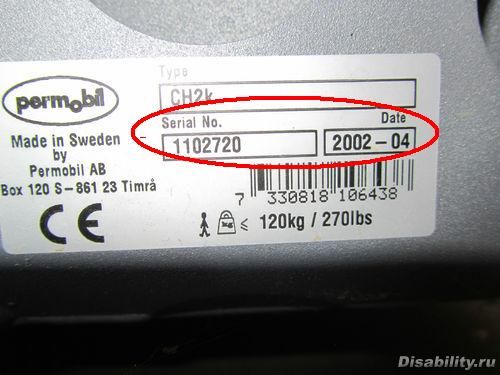 permobil
Made in Sweden
by
Permobil AB
Box 120 S-861 23 Timrå
CE
Type
CH2k
Serial No. Date
1102720 2002-04
7 330818 106438
≤ 120kg / 270lbs
kg
Disability.ru